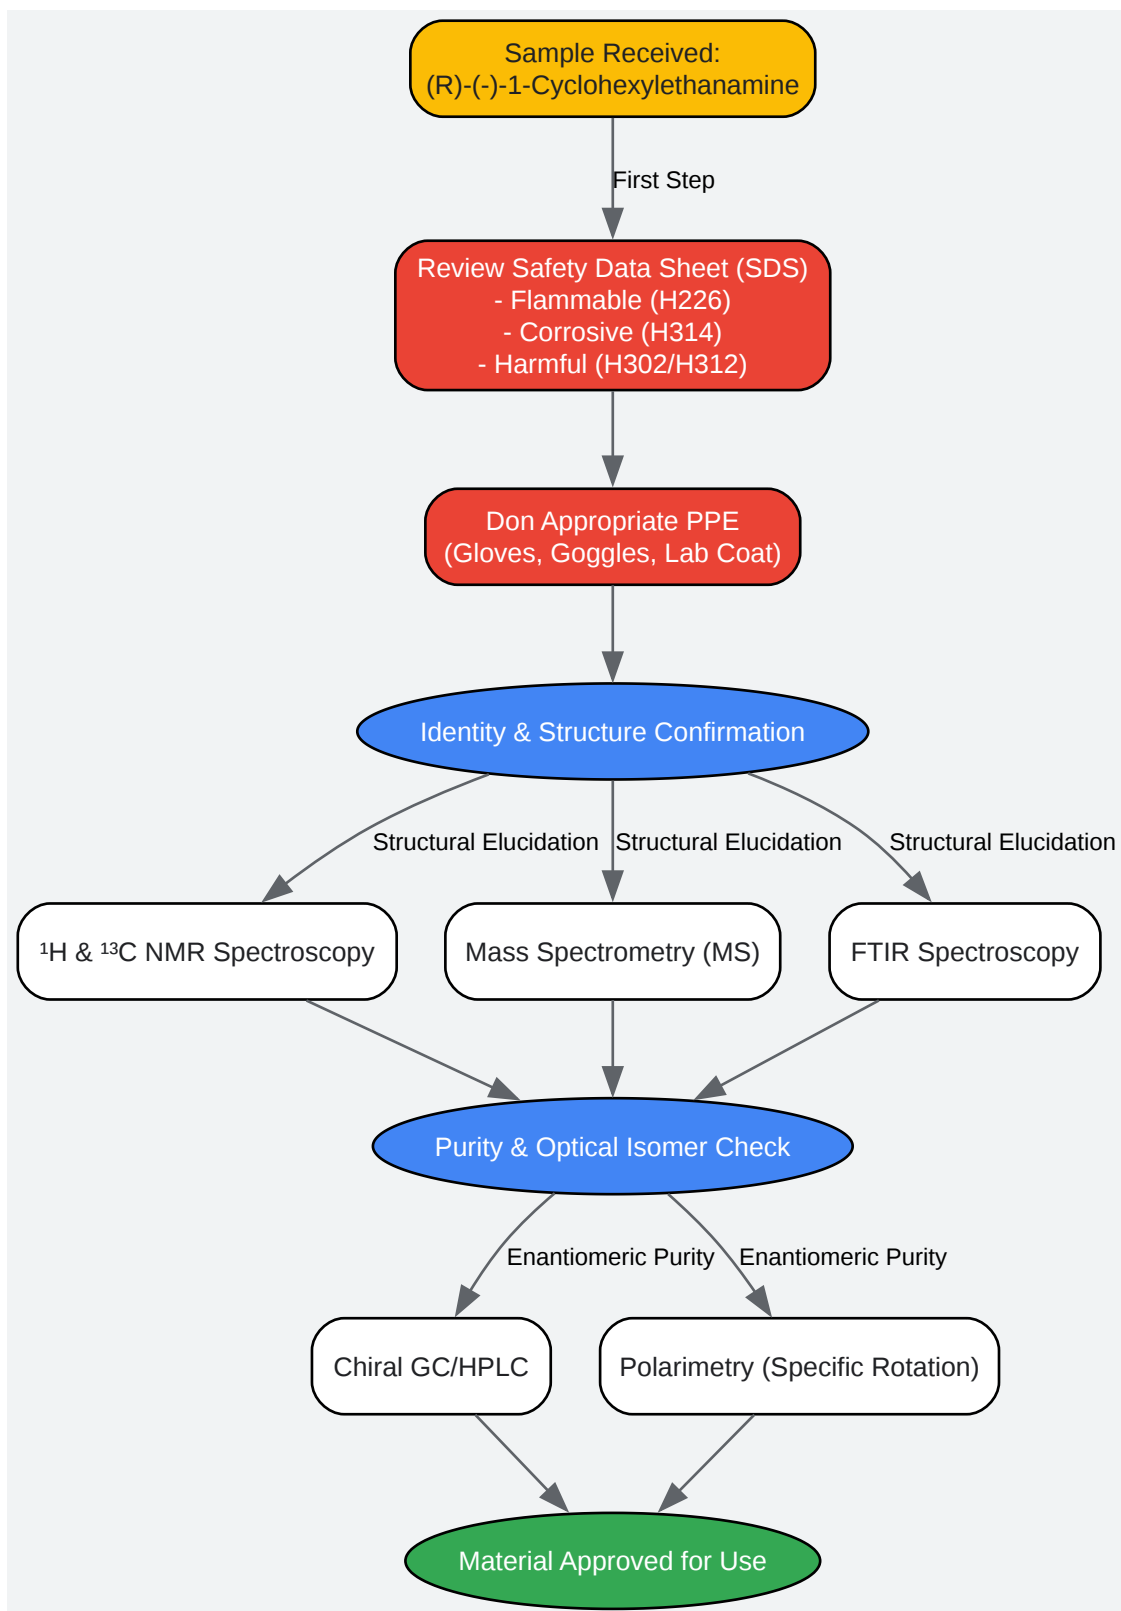 Sample Received:
(R)-(-)-1-Cyclohexylethanamine
First Step
Review Safety Data Sheet (SDS)
- Flammable (H226)
- Corrosive (H314)
- Harmful (H302/H312)
Don Appropriate PPE
(Gloves, Goggles, Lab Coat)
Identity & Structure Confirmation
Structural Elucidation
Structural Elucidation
Structural Elucidation
¹H & ¹³C NMR Spectroscopy
Mass Spectrometry (MS)
FTIR Spectroscopy
Purity & Optical Isomer Check
Enantiomeric Purity
Enantiomeric Purity
Chiral GC/HPLC
Polarimetry (Specific Rotation)
Material Approved for Use